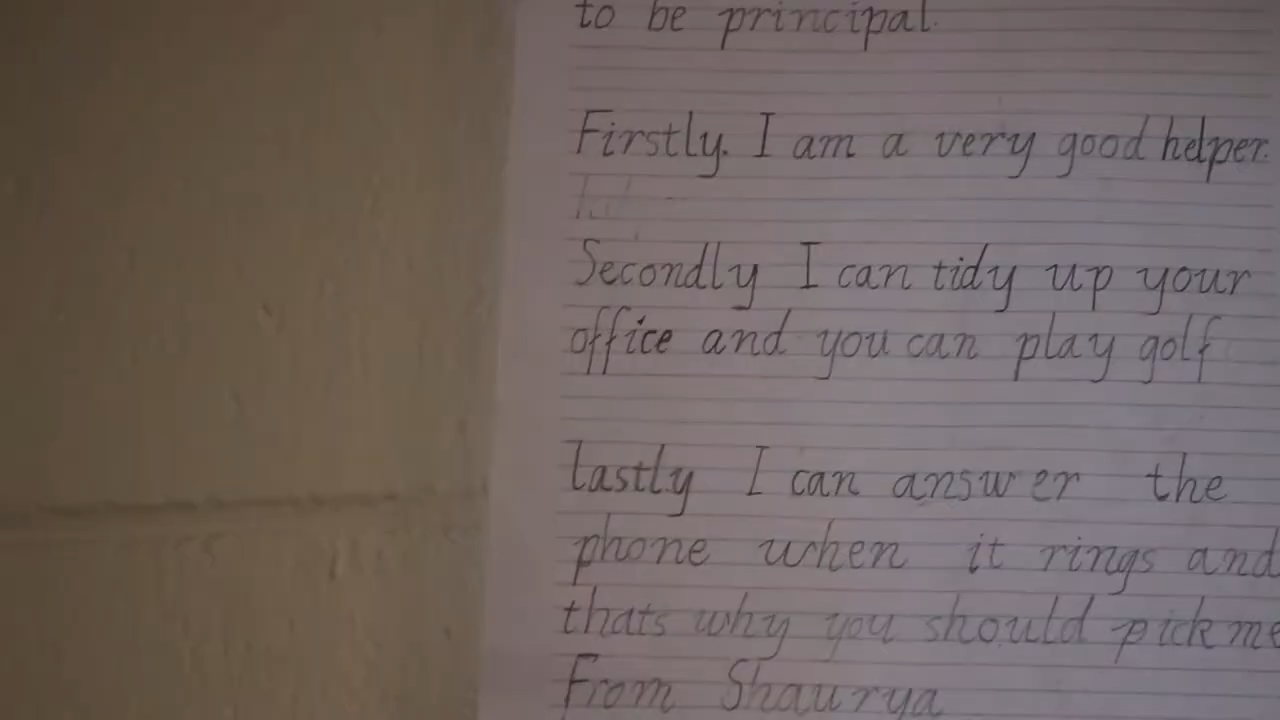 to be principal.
Firstly. I am a very good helper.
Secondly I can tidy up your
office and you can play golf
lastly I can answer the
phone when it rings and
thats why you should pick me
From Shaurya